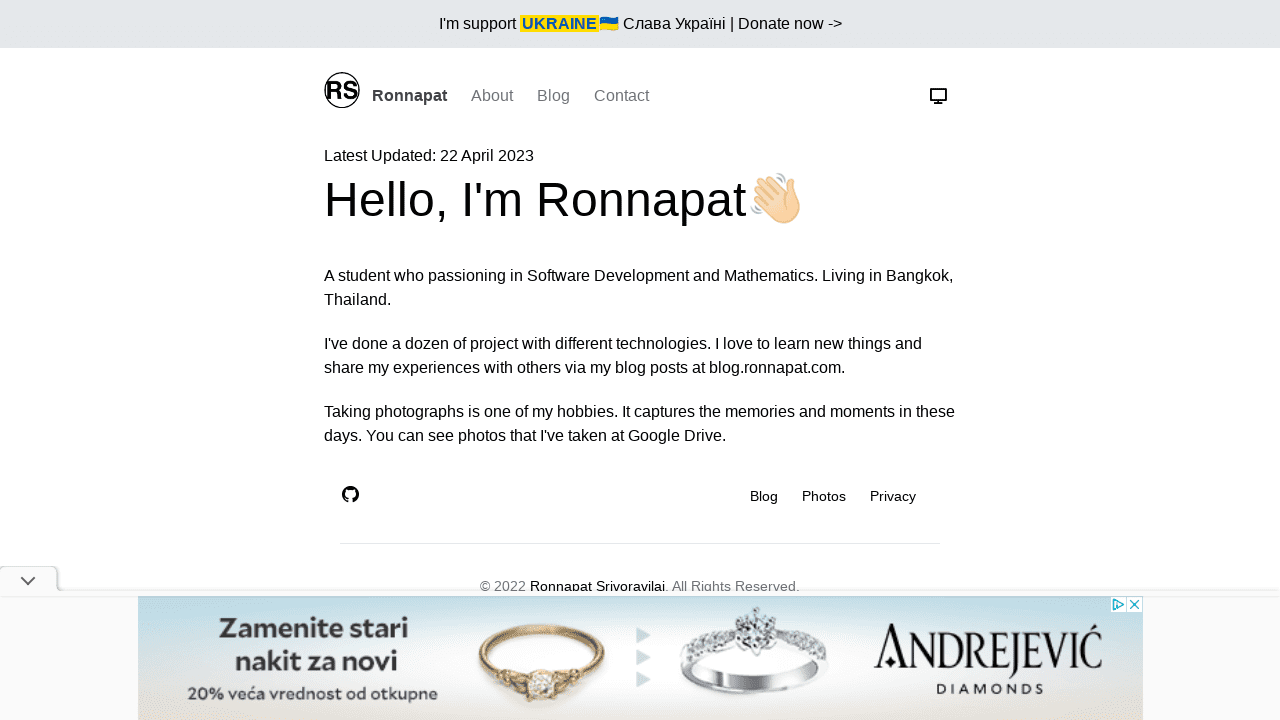 I'm support UKRAINE🇺🇦 Слава Україні | Donate now ->
RS Ronnapat About Blog Contact
Latest Updated: 22 April 2023
Hello, I'm Ronnapat👋🏻
A student who passioning in Software Development and Mathematics. Living in Bangkok,
Thailand.
I've done a dozen of project with different technologies. I love to learn new things and
share my experiences with others via my blog posts at blog.ronnapat.com.
Taking photographs is one of my hobbies. It captures the memories and moments in these
days. You can see photos that I've taken at Google Drive.
Blog Photos Privacy
© 2022 Ronnapat Srivoravilai. All Rights Reserved.
Zamenite stari
nakit za novi
20% veća vrednost od otkupne
ANDREJEVIĆ
DIAMONDS